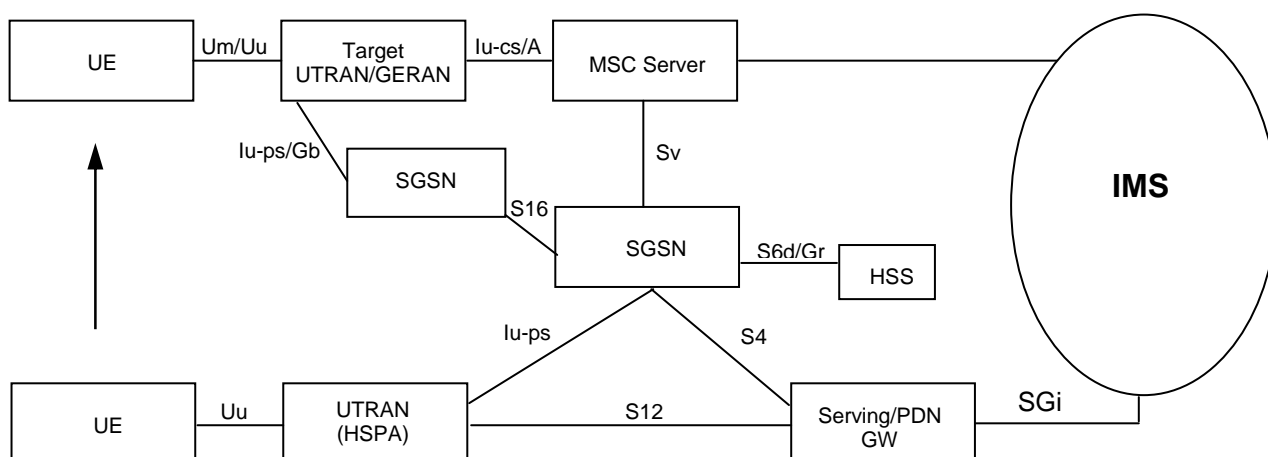 UE
Um/Uu
Target
UTRAN/GERAN
Iu-cs/A
MSC Server
Iu-ps/Gb
SGSN
Sv
IMS
S16
SGSN
S6d/Gr
HSS
Iu-ps
S4
UE
Uu
UTRAN
(HSPA)
S12
Serving/PDN
GW
SGi